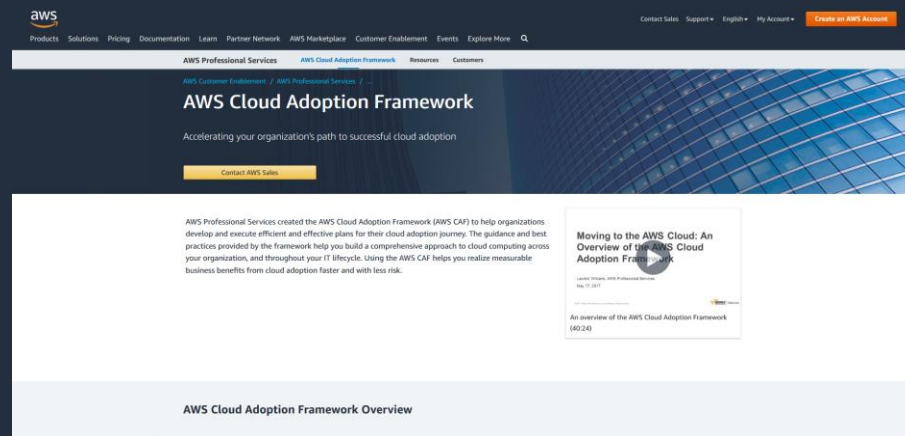 aws
Contact Sales Support English My Account Create an AWS Account
Products Solutions Pricing Documentation Learn Partner Network AWS Marketplace Customer Enablement Events Explore More
AWS Professional Services AWS Cloud Adoption Framework Resources Customers
AWS Customer Enablement / AWS Professional Services / ...
AWS Cloud Adoption Framework
Accelerating your organization's path to successful cloud adoption
Contact AWS Sales
AWS Professional Services created the AWS Cloud Adoption Framework (AWS CAF) to help organizations
develop and execute efficient and effective plans for their cloud adoption journey. The guidance and best
practices provided by the framework help you build a comprehensive approach to cloud computing across
your organization, and throughout your IT lifecycle. Using the AWS CAF helps you realize measurable
business benefits from cloud adoption faster and with less risk.
Moving to the AWS Cloud: An
Overview of the AWS Cloud
Adoption Framework
AWS Professional Services
May 17, 2017
An overview of the AWS Cloud Adoption Framework
(40:24)
AWS Cloud Adoption Framework Overview